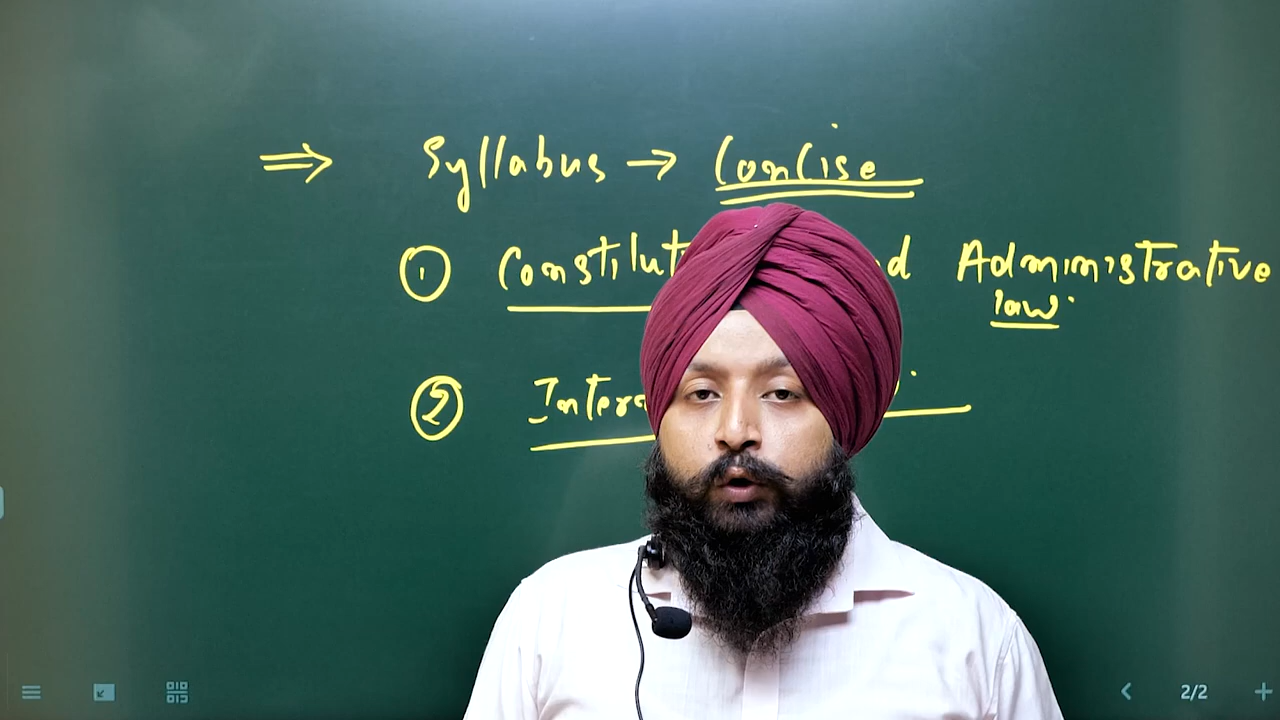 ⇒ Syllabus → Concise
① Constitut d Administrative
law
② Inter
2/2